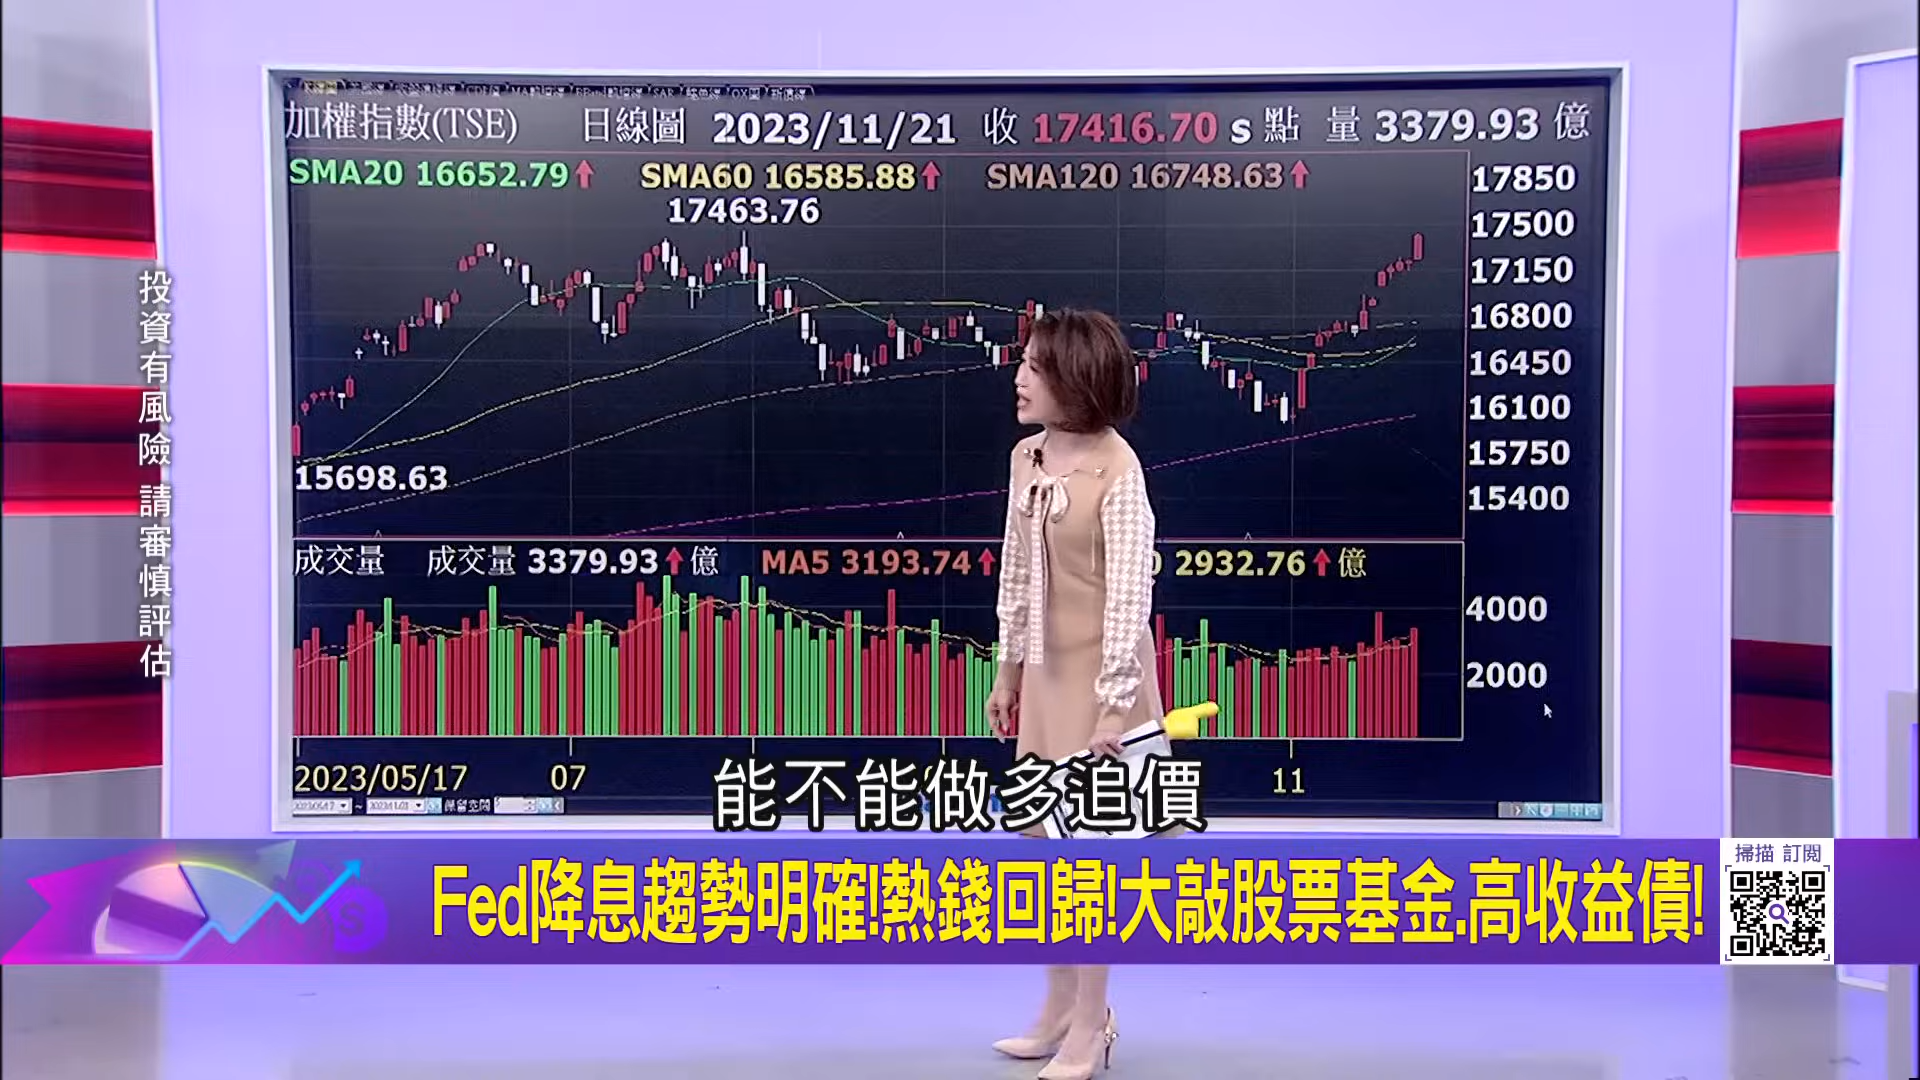 加權指數(TSE) 日線圖 2023/11/21 收 17416.70 s 點 量 3379.93 億
SMA20 16652.79↑ SMA60 16585.88↑ SMA120 16748.63↑
17463.76
17850
17500
17150
16800
16450
16100
15750
15400
15698.63
成交量 成交量 3379.93↑億 MA5 3193.74↑ 2932.76↑億
4000
2000
2023/05/17 07 11
保留空間
投資有風險 請審慎評估
能不能做多追價
Fed降息趨勢明確!熱錢回歸!大敲股票基金.高收益債!
掃描 訂閱